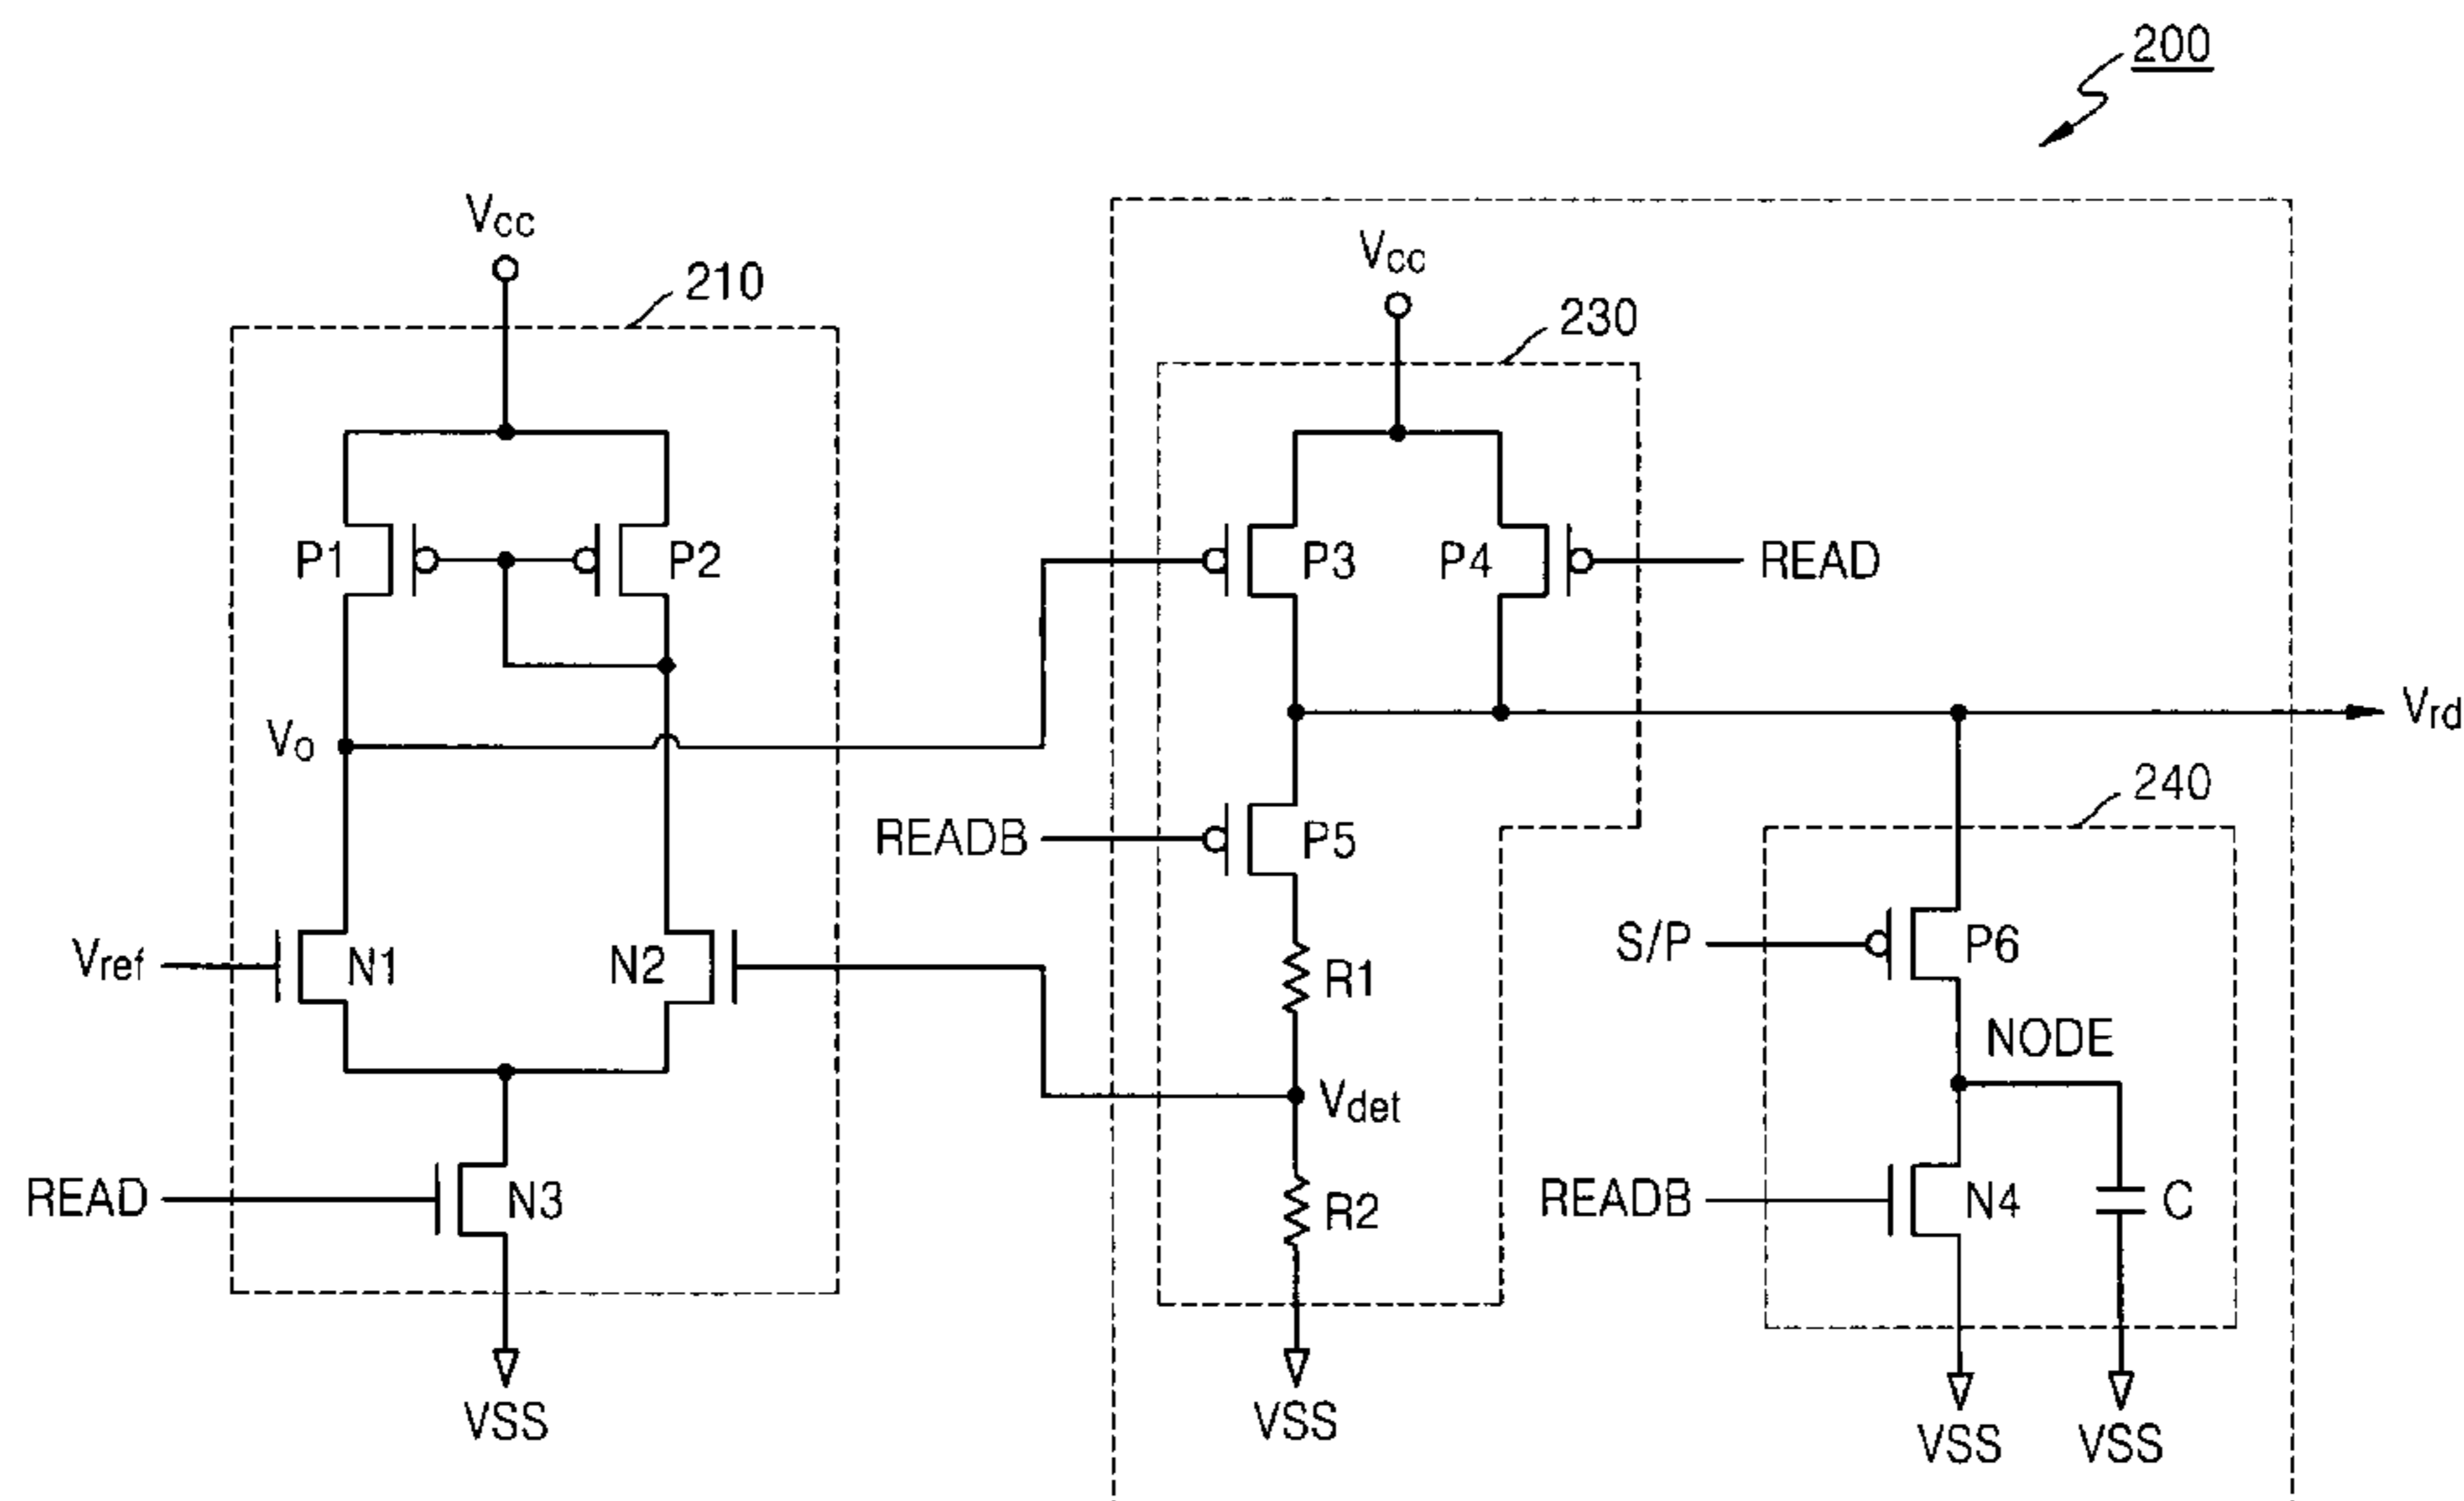 200
Vcc
210
Vcc
230
P1
P2
P3
P4
READ
Vo
Vrd
240
READB
P5
S/P
P6
Vref
N1
N2
R1
NODE
Vdet
READ
N3
R2
READB
N4
C
VSS
VSS
VSS
VSS